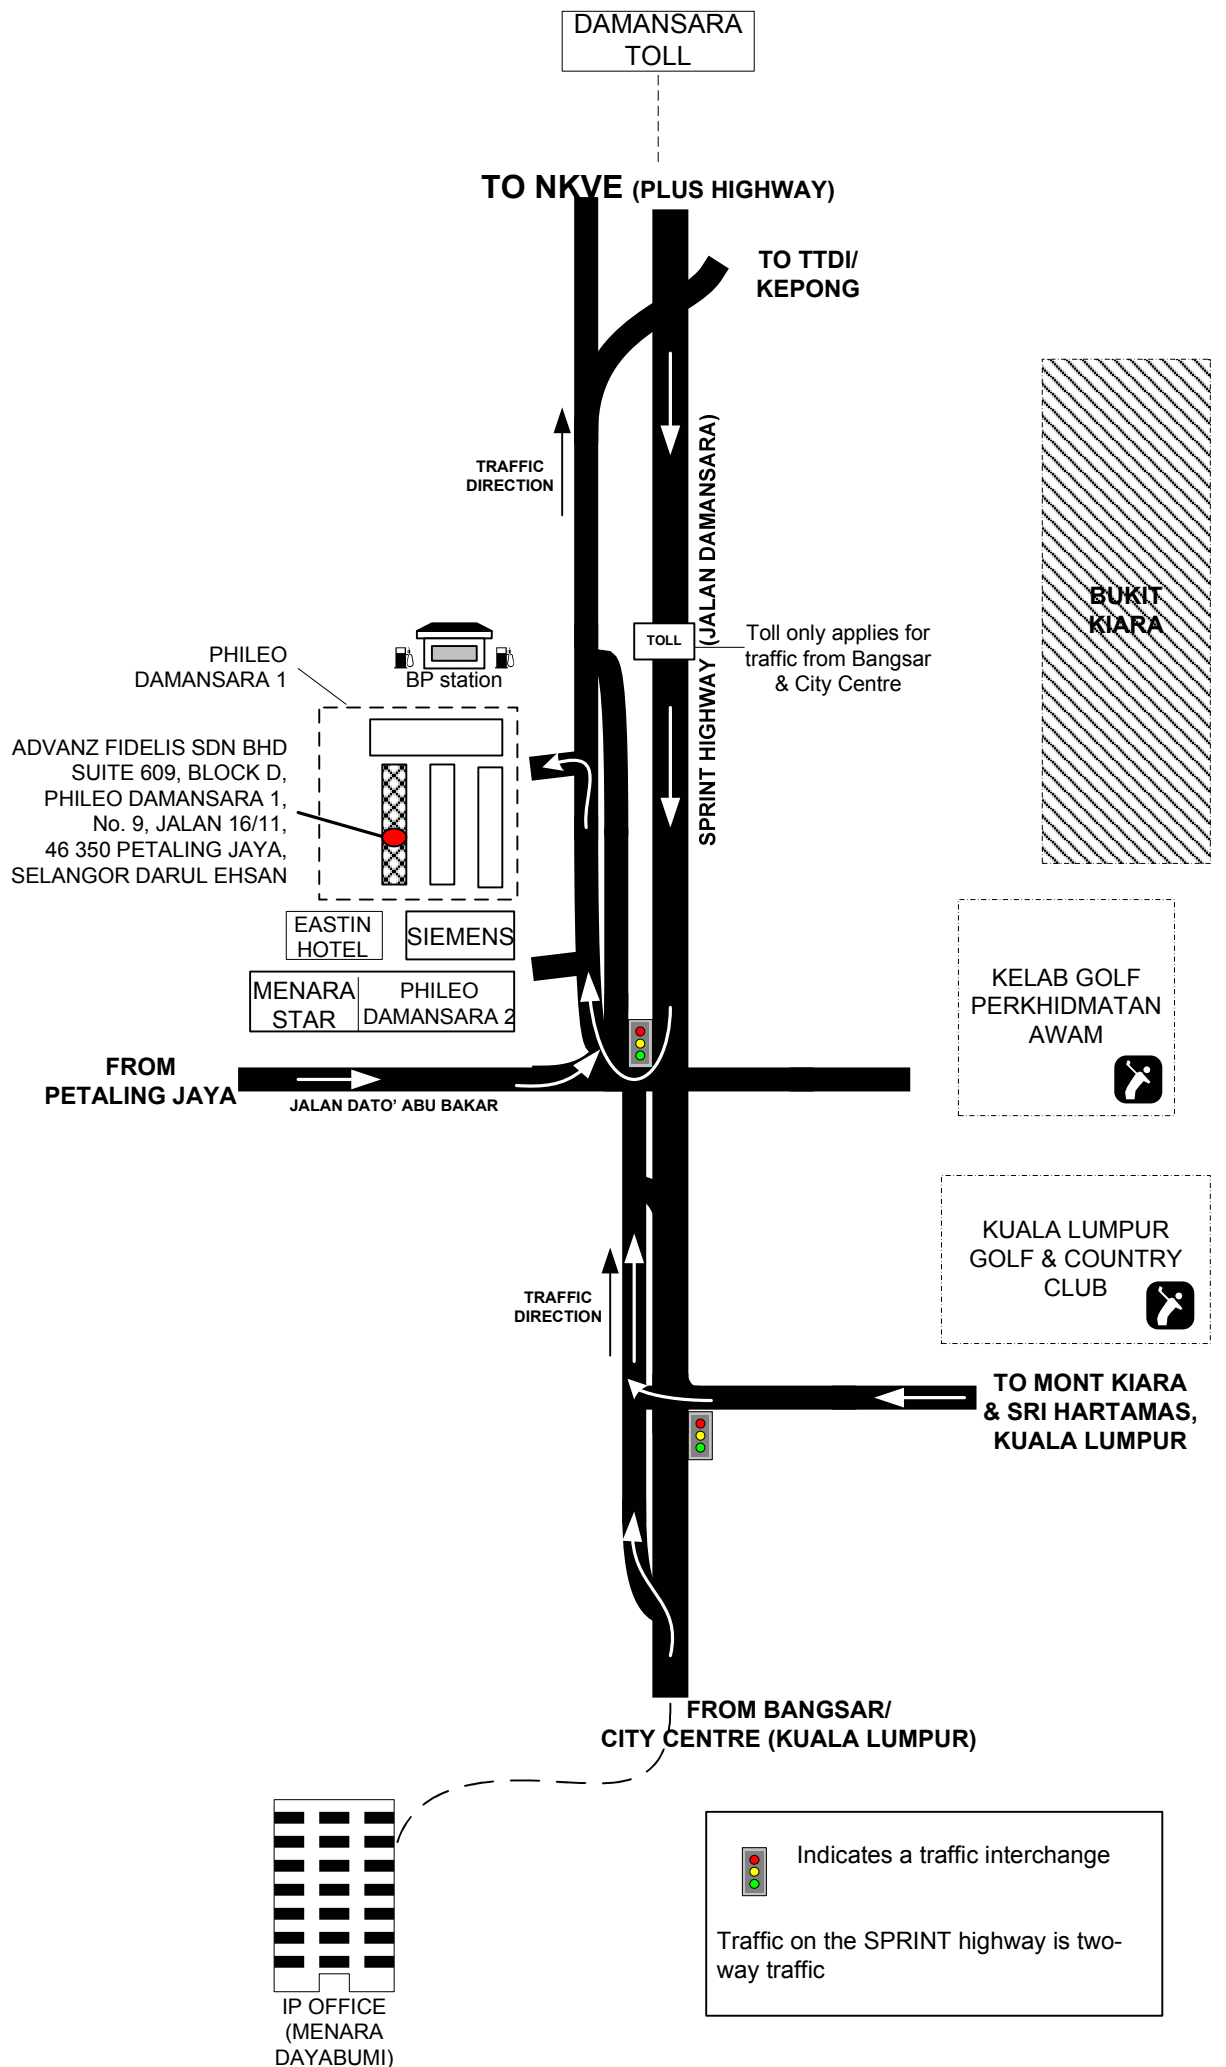 DAMANSARA
TOLL
TO NKVE (PLUS HIGHWAY)
TO TTDI/
KEPONG
TRAFFIC
DIRECTION
SPRINT HIGHWAY (JALAN DAMANSARA)
BUKIT
KIARA
TOLL
Toll only applies for
traffic from Bangsar
& City Centre
BP station
PHILEO
DAMANSARA 1
ADVANZ FIDELIS SDN BHD
SUITE 609, BLOCK D,
PHILEO DAMANSARA 1,
No. 9, JALAN 16/11,
46 350 PETALING JAYA,
SELANGOR DARUL EHSAN
EASTIN
HOTEL
SIEMENS
MENARA
STAR
PHILEO
DAMANSARA 2
KELAB GOLF
PERKHIDMATAN
AWAM
FROM
PETALING JAYA
JALAN DATO' ABU BAKAR
KUALA LUMPUR
GOLF & COUNTRY
CLUB
TRAFFIC
DIRECTION
TO MONT KIARA
& SRI HARTAMAS,
KUALA LUMPUR
FROM BANGSAR/
CITY CENTRE (KUALA LUMPUR)
Indicates a traffic interchange
Traffic on the SPRINT highway is two-
way traffic
IP OFFICE
(MENARA
DAYABUMI)